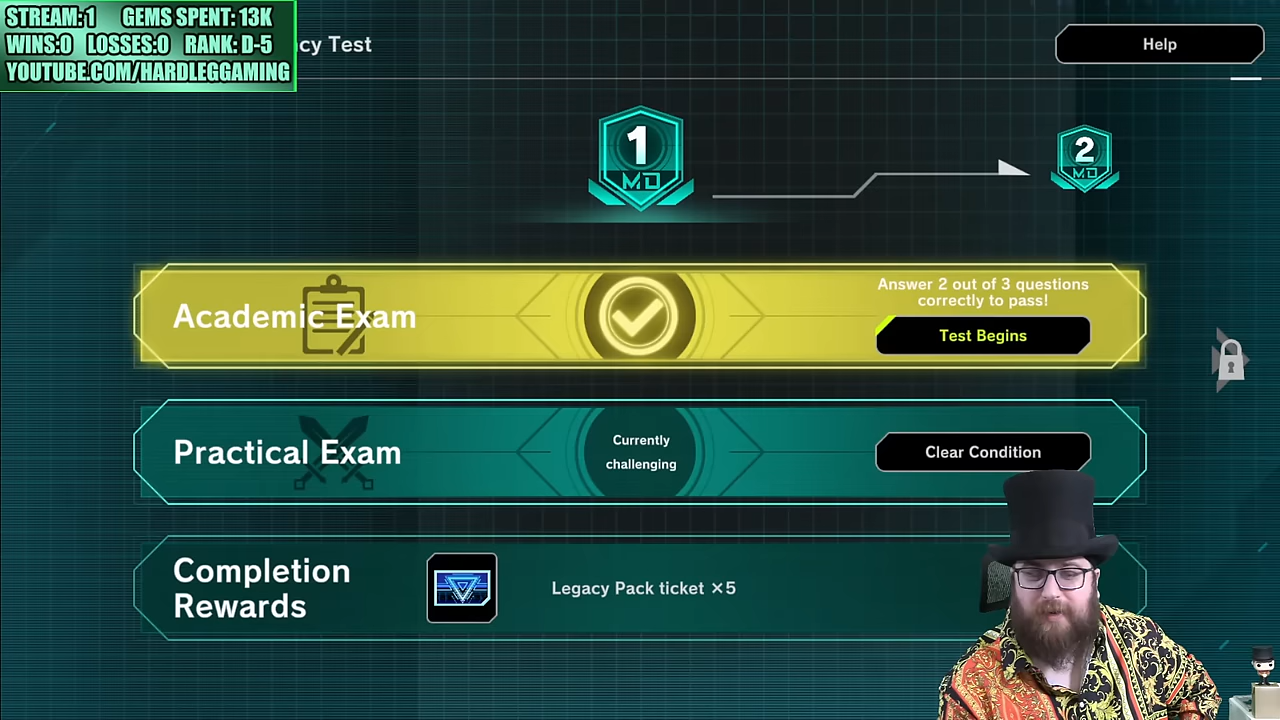 STREAM:1 GEMS SPENT: 13K
WINS:0 LOSSES:0 RANK: D-5
YOUTUBE.COM/HARDLEGGAMING
cy Test
Help
1
MD
2
MD
Academic Exam
Answer 2 out of 3 questions
correctly to pass!
Test Begins
Practical Exam
Currently
challenging
Clear Condition
Completion
Rewards
Legacy Pack ticket ×5